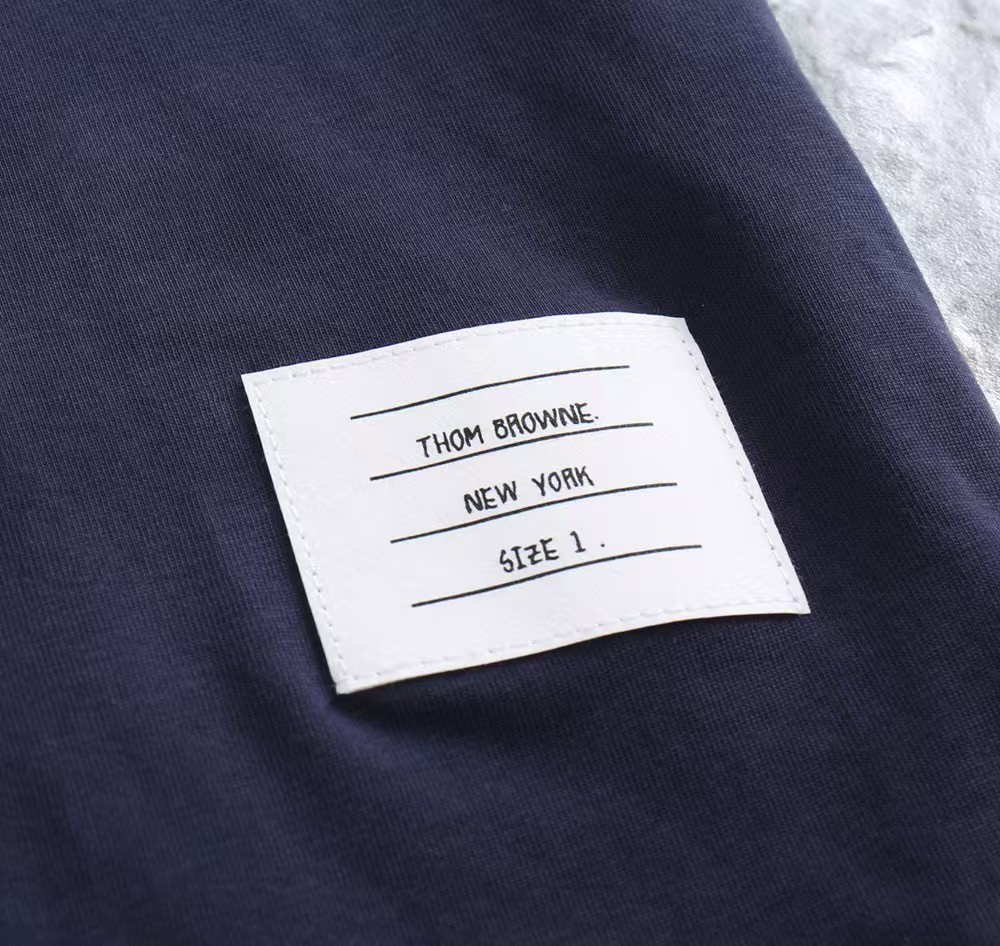 THOM BROWNE.
NEW YORK
SIZE 1 .